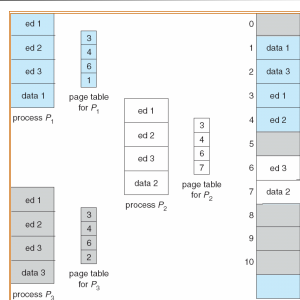 ed 1
ed 2
ed 3
data 1
process P1
3
4
6
1
page table
for P1
ed 1
ed 2
ed 3
data 2
process P2
3
4
6
7
page table
for P2
ed 1
ed 2
ed 3
data 3
process P3
3
4
6
2
page table
for P3
0
1 data 1
2 data 3
3 ed 1
4 ed 2
5
6 ed 3
7 data 2
8
9
10